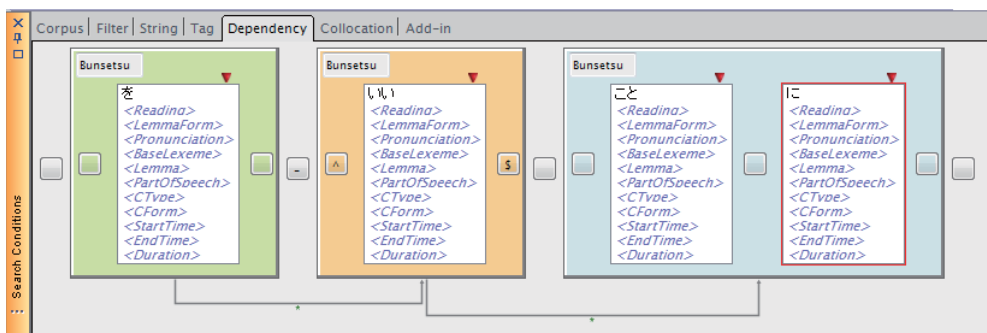 Corpus Filter String Tag Dependency Collocation Add-in
Search Conditions
Bunsetsu
を
<Reading>
<LemmaForm>
<Pronunciation>
<BaseLexeme>
<Lemma>
<PartOfSpeech>
<CType>
<CForm>
<StartTime>
<EndTime>
<Duration>
-
Bunsetsu
^
いい
<Reading>
<LemmaForm>
<Pronunciation>
<BaseLexeme>
<Lemma>
<PartOfSpeech>
<CType>
<CForm>
<StartTime>
<EndTime>
<Duration>
$
Bunsetsu
こと
<Reading>
<LemmaForm>
<Pronunciation>
<BaseLexeme>
<Lemma>
<PartOfSpeech>
<CType>
<CForm>
<StartTime>
<EndTime>
<Duration>
に
<Reading>
<LemmaForm>
<Pronunciation>
<BaseLexeme>
<Lemma>
<PartOfSpeech>
<CType>
<CForm>
<StartTime>
<EndTime>
<Duration>
*
*